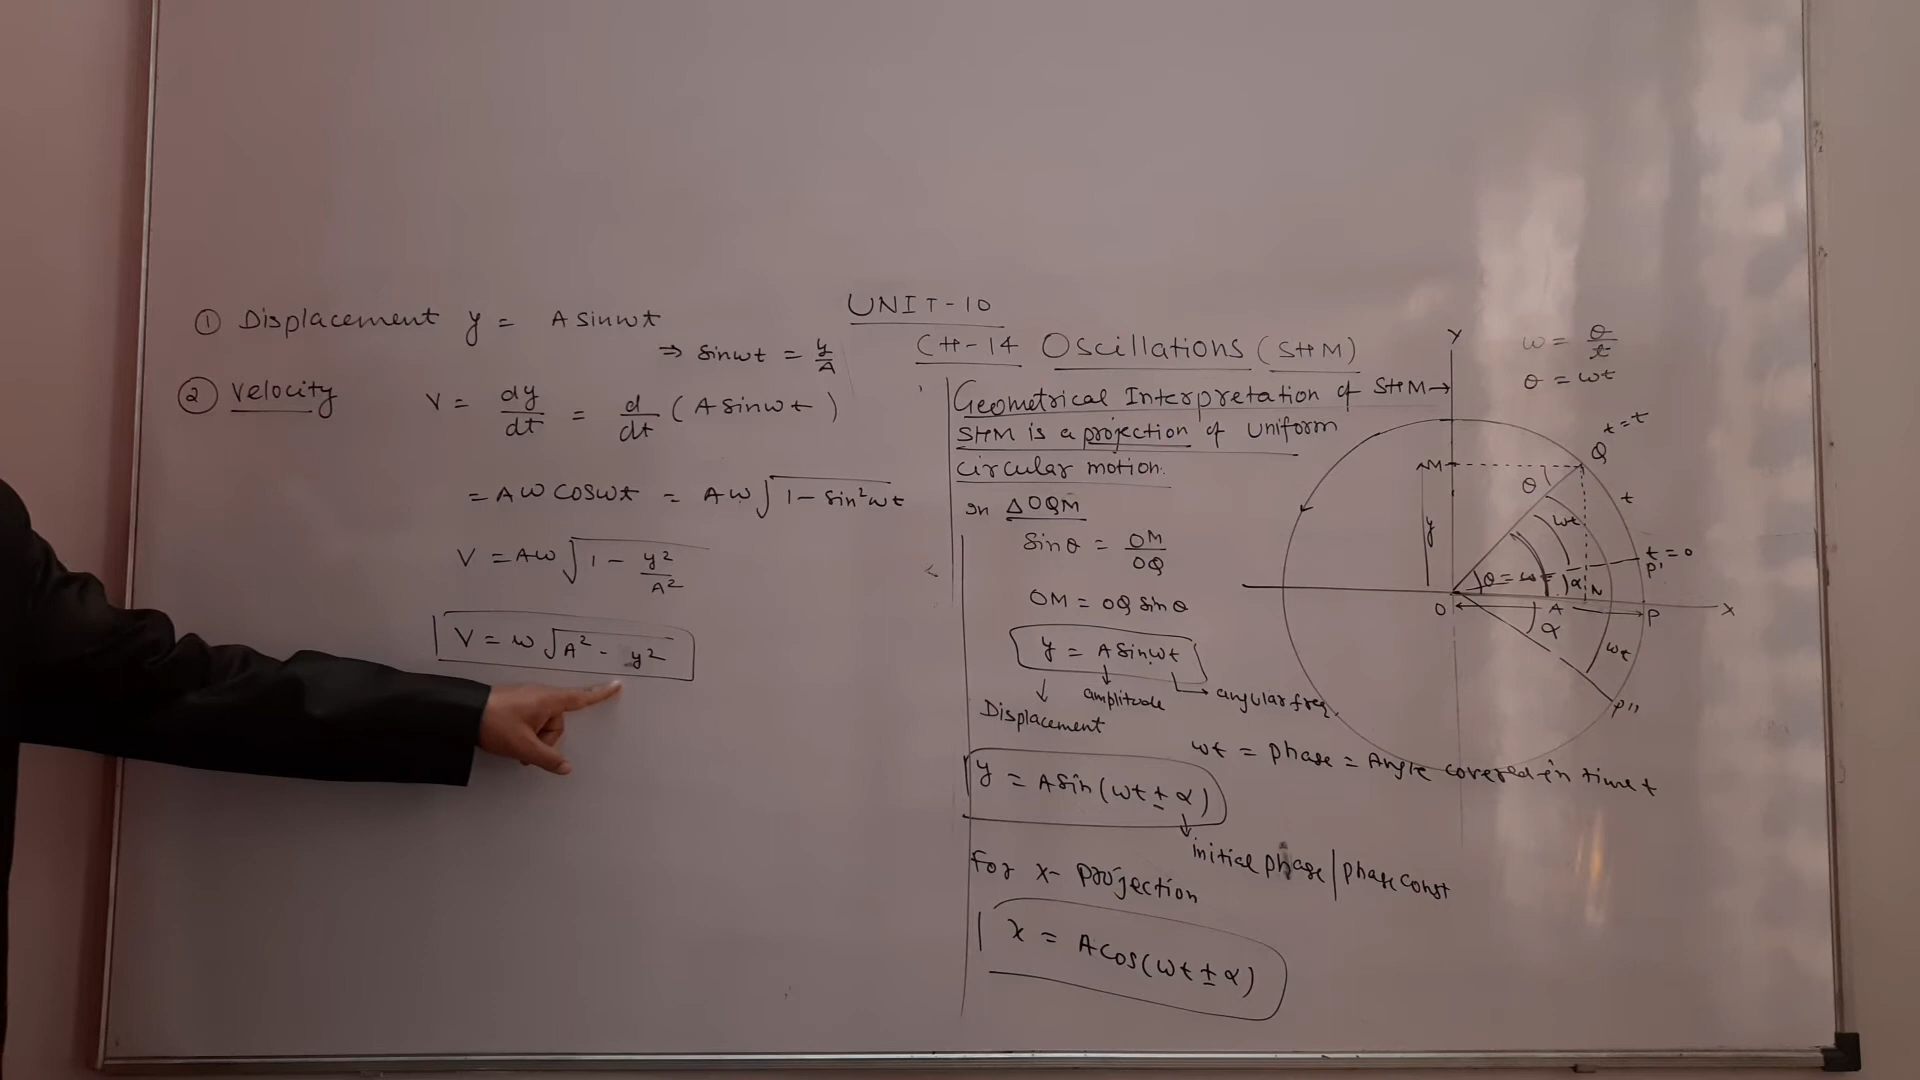 UNIT-10
CH-14 Oscillations (SHM)
① Displacement y = A sinωt
⇒ sinωt = y/A
② Velocity V = dy/dt = d/dt (A sinωt)
= Aω cosωt = Aω √(1 - sin²ωt)
V = Aω √(1 - y²/A²)
V = ω √(A² - y²)
Geometrical Interpretation of SHM→
SHM is a projection of uniform
circular motion.
In ΔOQM
Sinθ = OM/OQ
OM = OQ sinθ
y = A sinωt
Displacement
amplitude
angular freq.
ωt = phase = Angle covered in time t
y = A sin(ωt ± α)
initial phase | phase const
For x- projection
x = A cos(ωt ± α)
ω = θ/t
θ = ωt
Y
t=t
Q
M
θ
t
ωt
y
t=0
P'
θ=ωt
α
N
O
A
P
X
α
ωt
P"